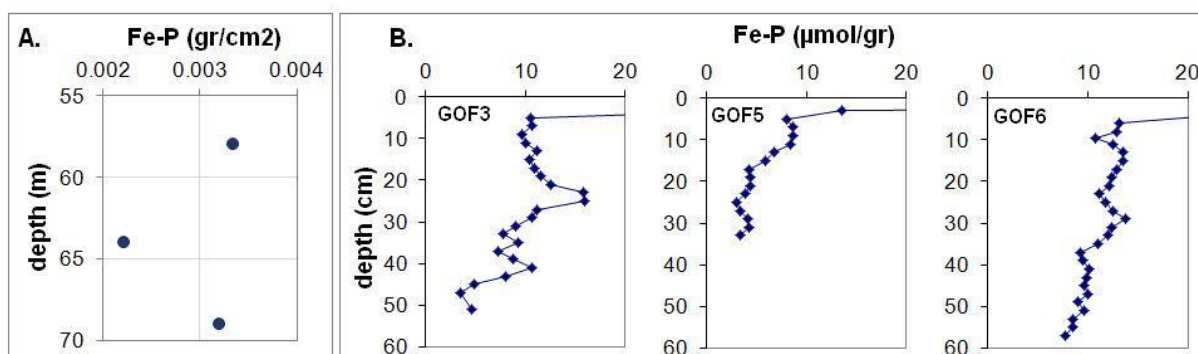 A. Fe-P (gr/cm2)
0.002 0.003 0.004
55
60
65
70
depth (m)
B. Fe-P (µmol/gr)
0 10 20 0 10 20 0 10 20
0 0 0
GOF3 GOF5 GOF6
10 10 10
20 20 20
30 30 30
40 40 40
50 50 50
60 60 60
depth (cm)